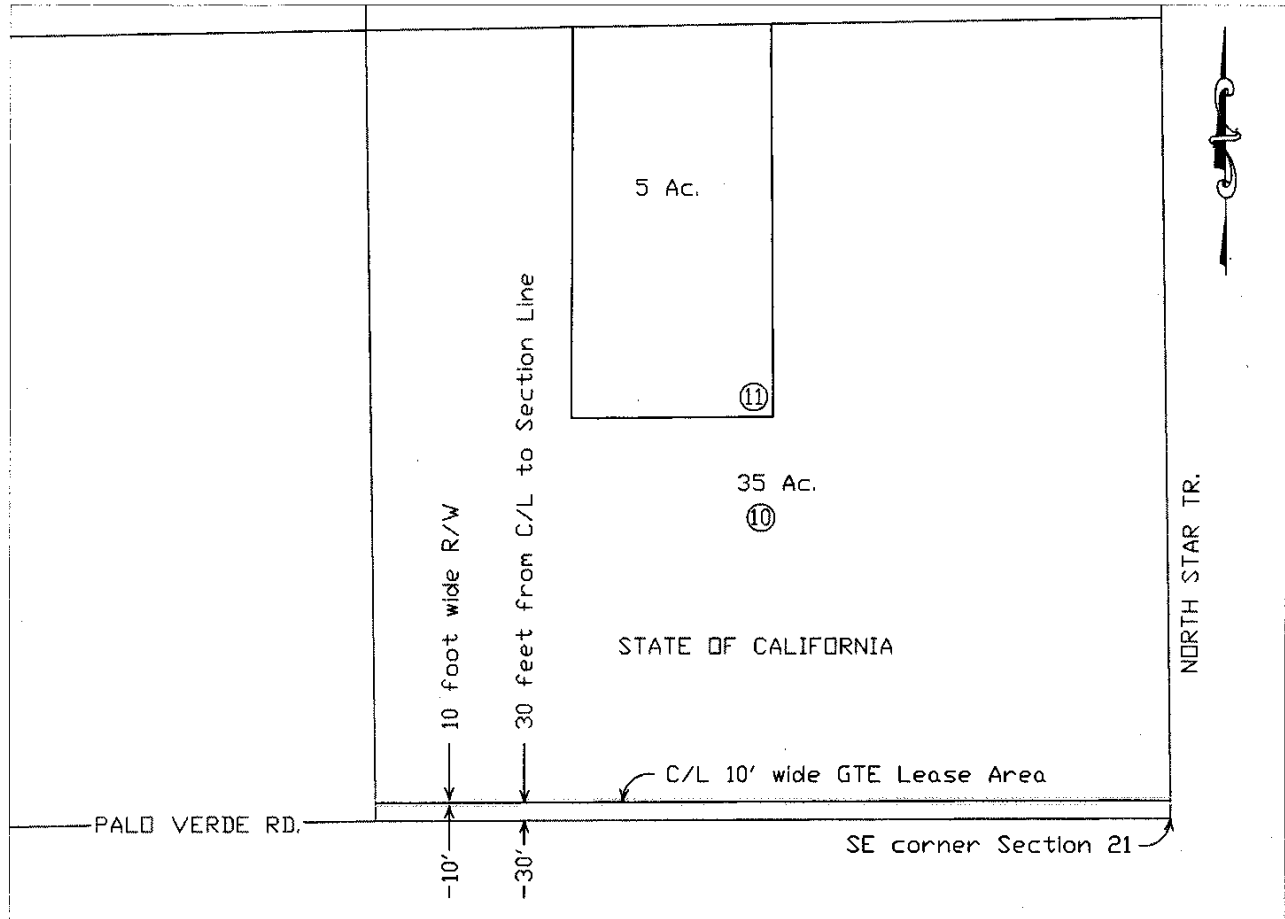 5 Ac.
11
35 Ac.
10
STATE OF CALIFORNIA
10 foot wide R/W
30 feet from C/L to Section Line
NORTH STAR TR.
C/L 10' wide GTE Lease Area
PALO VERDE RD.
-10'
-30'
SE corner Section 21